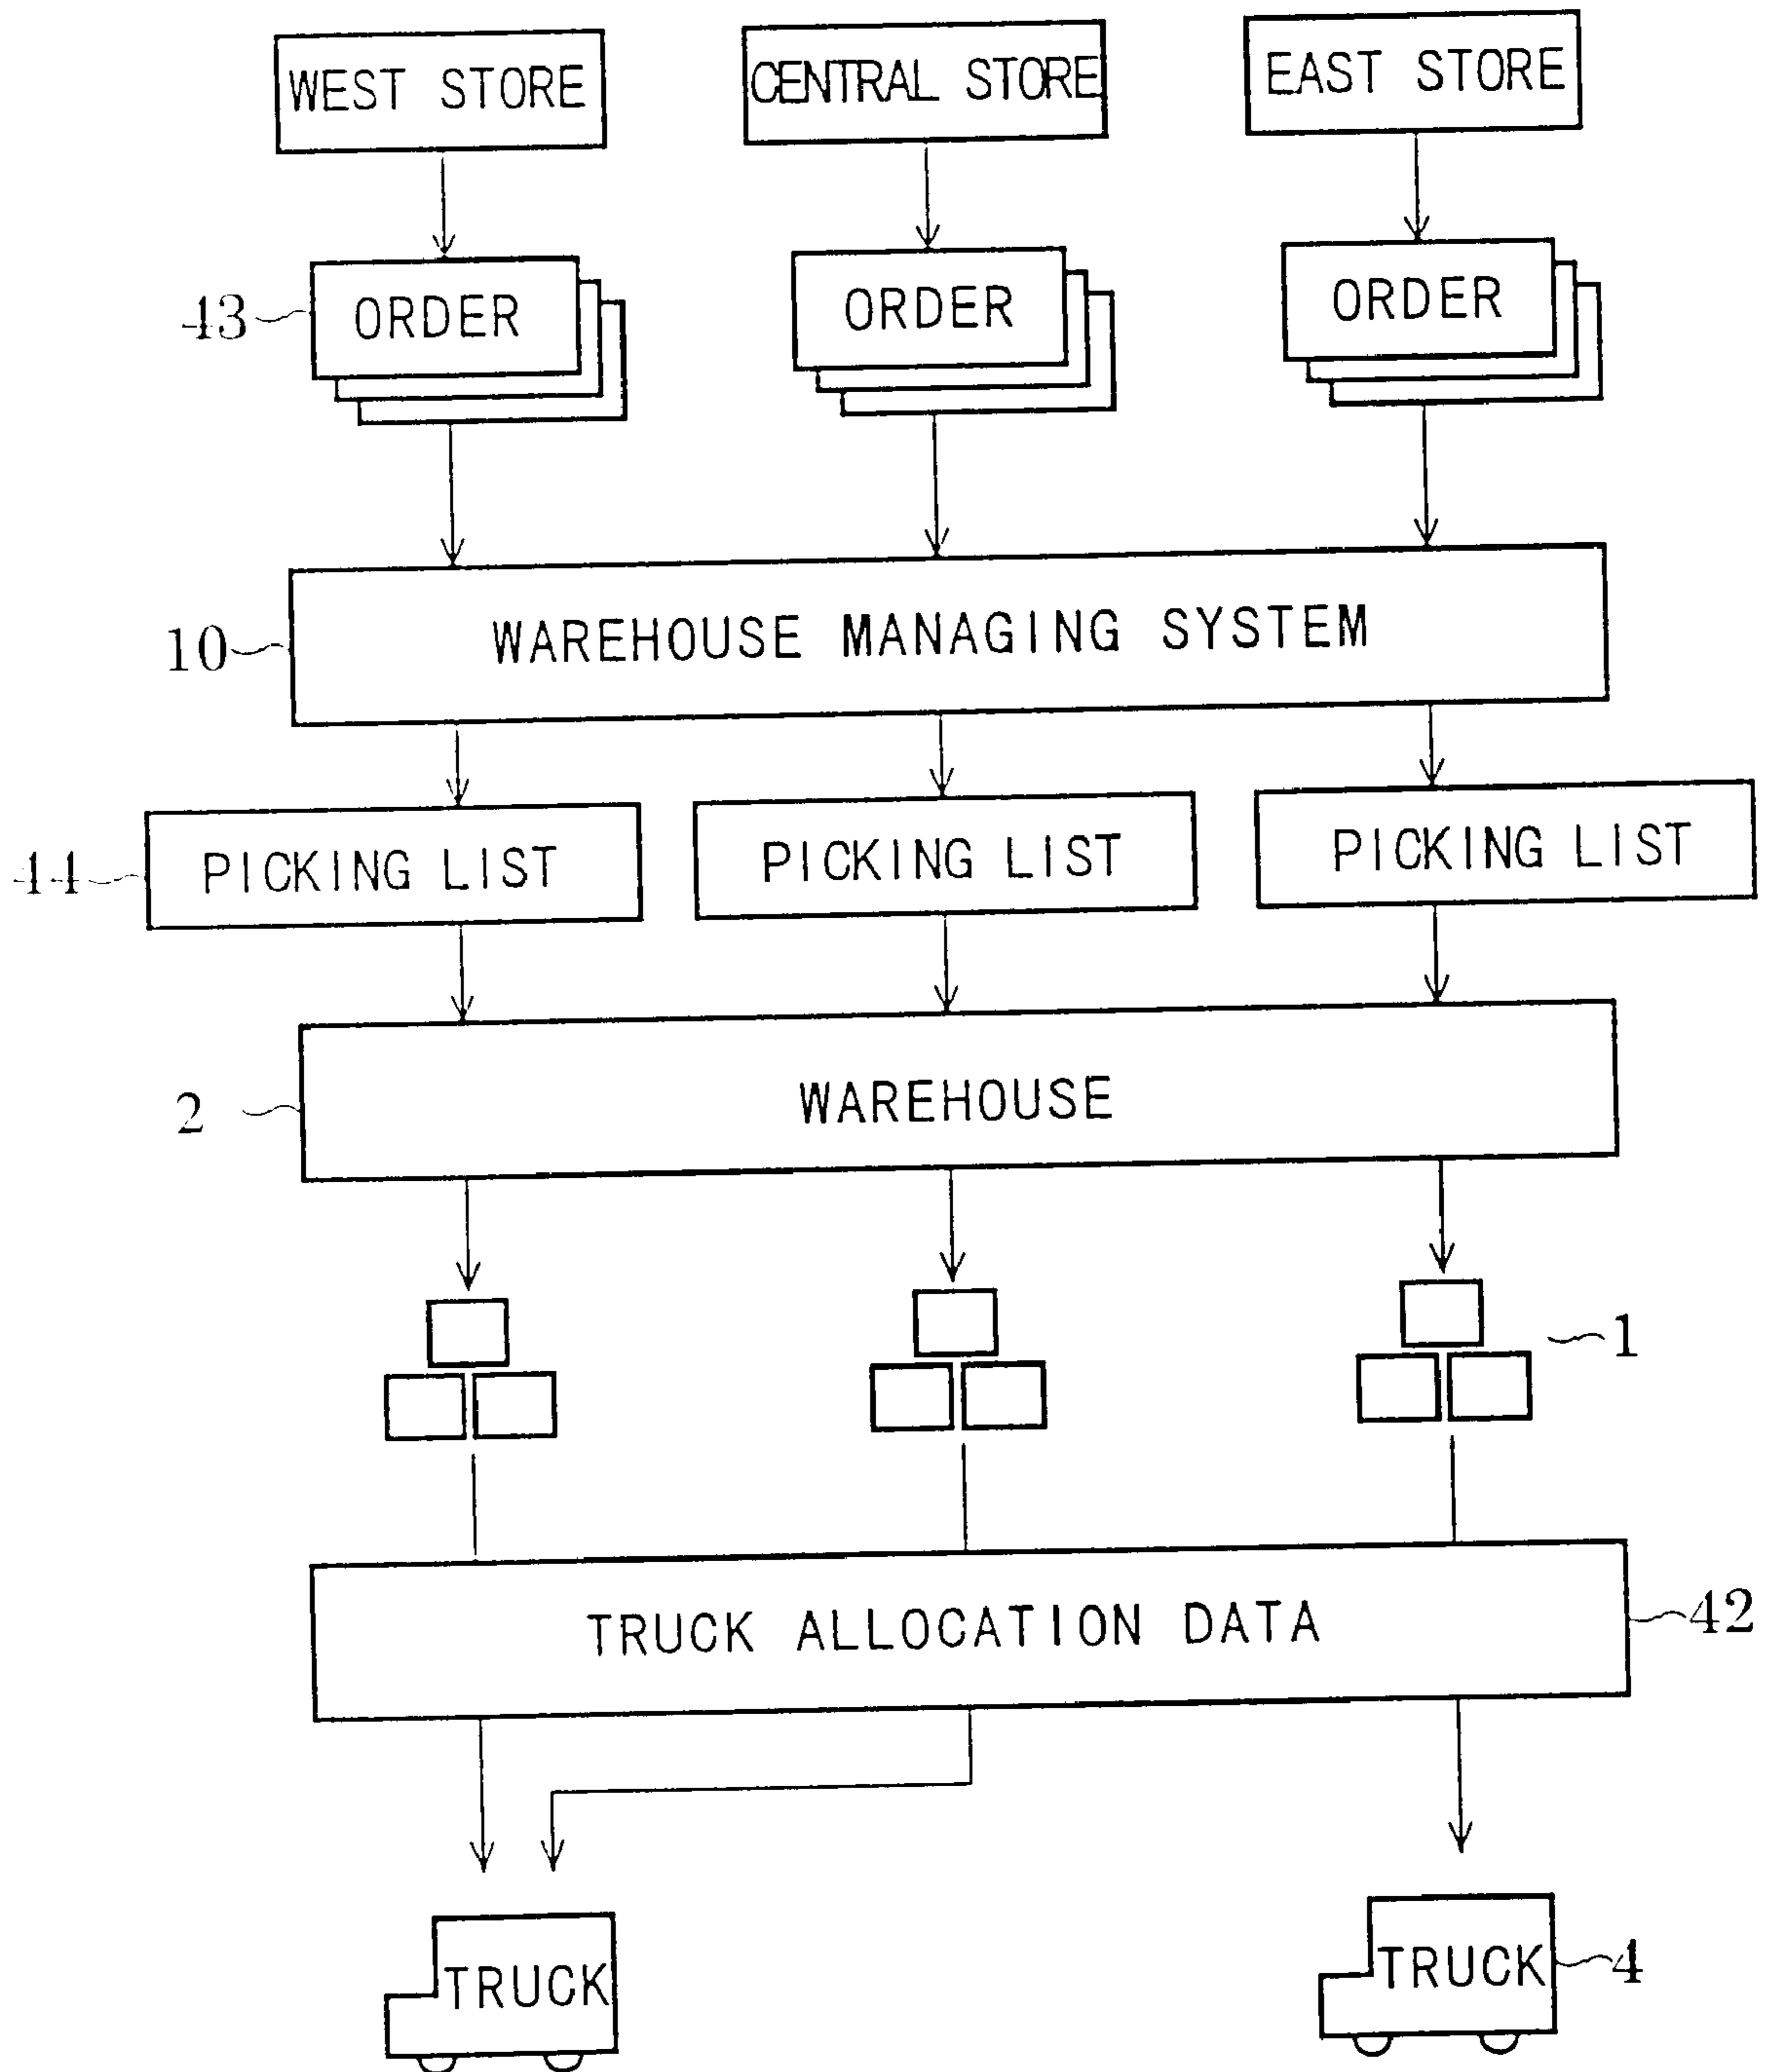 WEST STORE
CENTRAL STORE
EAST STORE
43
ORDER
ORDER
ORDER
10
WAREHOUSE MANAGING SYSTEM
44
PICKING LIST
PICKING LIST
PICKING LIST
2
WAREHOUSE
1
TRUCK ALLOCATION DATA
42
TRUCK
TRUCK
4